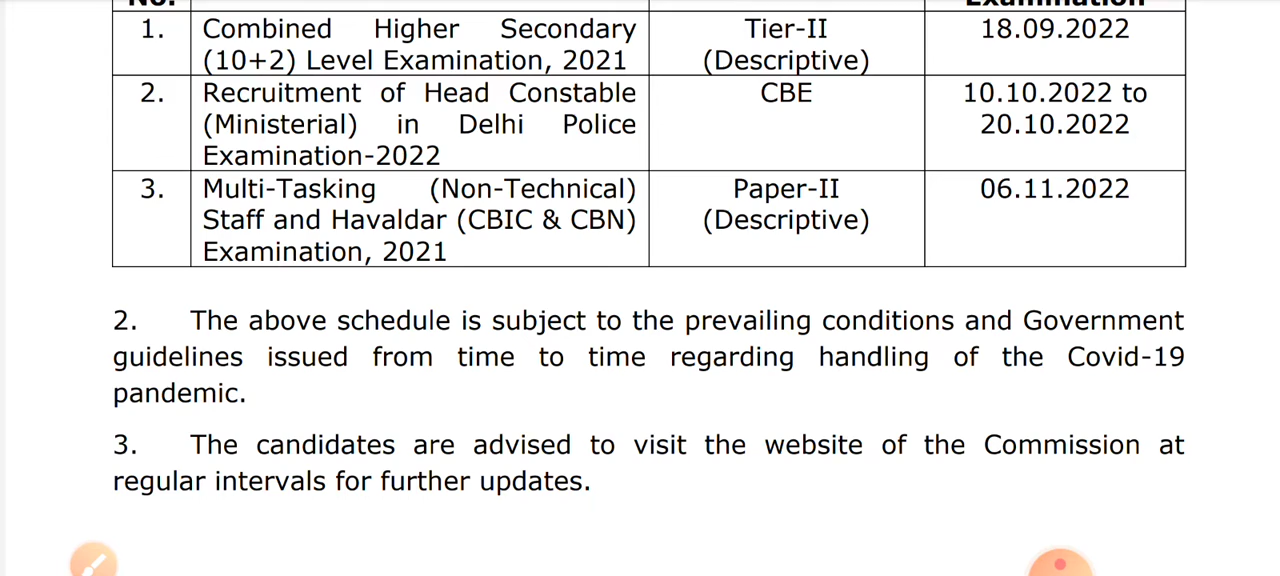 No.
Examination
1.
Combined Higher Secondary
(10+2) Level Examination, 2021
Tier-II
(Descriptive)
18.09.2022
2.
Recruitment of Head Constable
(Ministerial) in Delhi Police
Examination-2022
CBE
10.10.2022 to
20.10.2022
3.
Multi-Tasking (Non-Technical)
Staff and Havaldar (CBIC & CBN)
Examination, 2021
Paper-II
(Descriptive)
06.11.2022
2. The above schedule is subject to the prevailing conditions and Government
guidelines issued from time to time regarding handling of the Covid-19
pandemic.
3. The candidates are advised to visit the website of the Commission at
regular intervals for further updates.